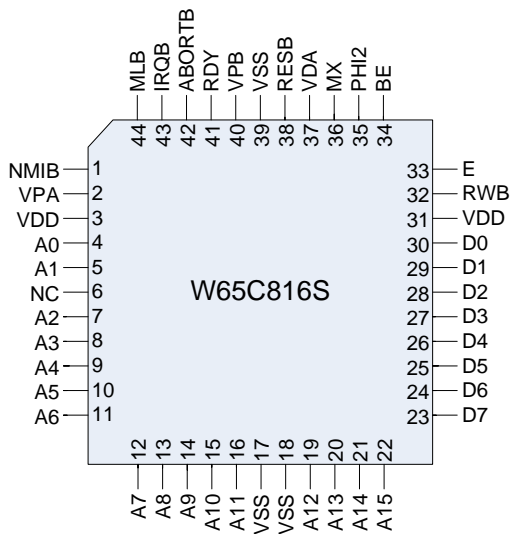 MLB
IRQB
ABORTB
RDY
VPB
VSS
RESB
VDA
MX
PHI2
BE
44
43
42
41
40
39
38
37
36
35
34
NMIB 1
VPA 2
VDD 3
A0 4
A1 5
NC 6
A2 7
A3 8
A4 9
A5 10
A6 11
W65C816S
33 E
32 RWB
31 VDD
30 D0
29 D1
28 D2
27 D3
26 D4
25 D5
24 D6
23 D7
12
13
14
15
16
17
18
19
20
21
22
A7
A8
A9
A10
A11
VSS
VSS
A12
A13
A14
A15